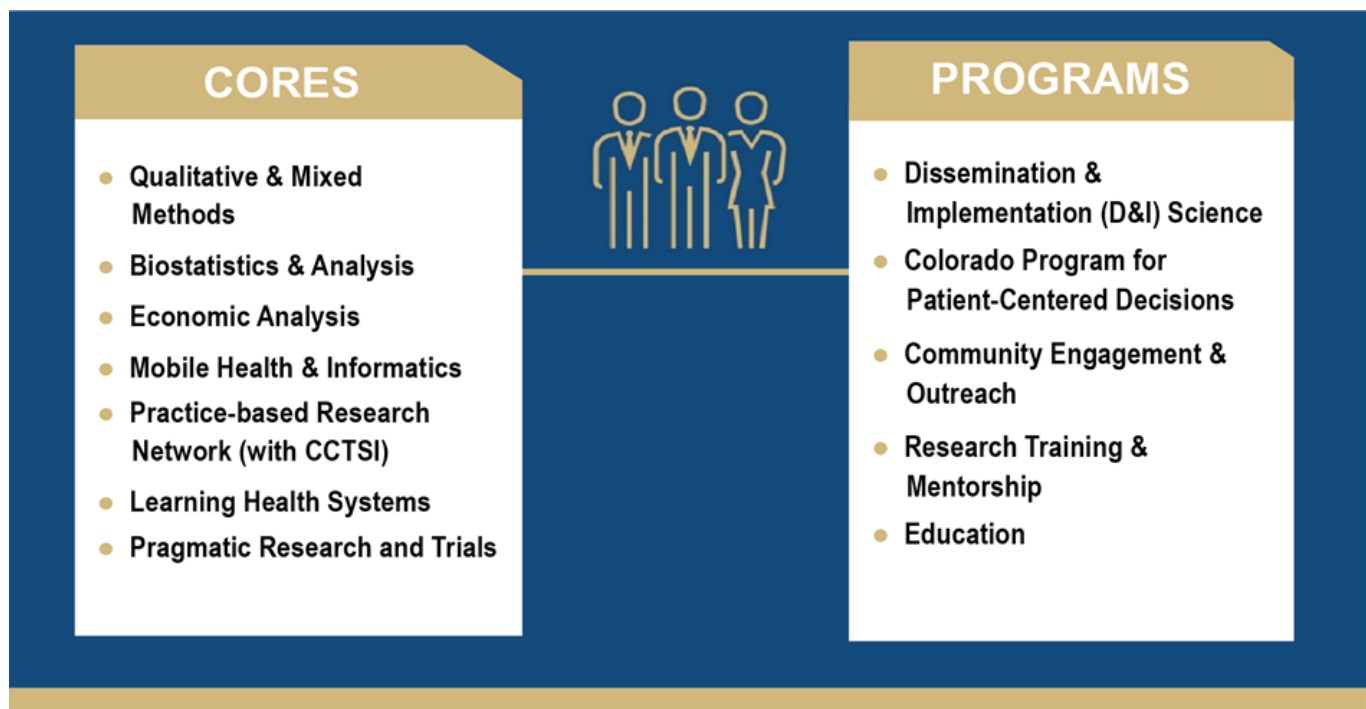 CORES
Qualitative & Mixed
Methods
Biostatistics & Analysis
Economic Analysis
Mobile Health & Informatics
Practice-based Research
Network (with CCTSI)
Learning Health Systems
Pragmatic Research and Trials
PROGRAMS
Dissemination &
Implementation (D&I) Science
Colorado Program for
Patient-Centered Decisions
Community Engagement &
Outreach
Research Training &
Mentorship
Education